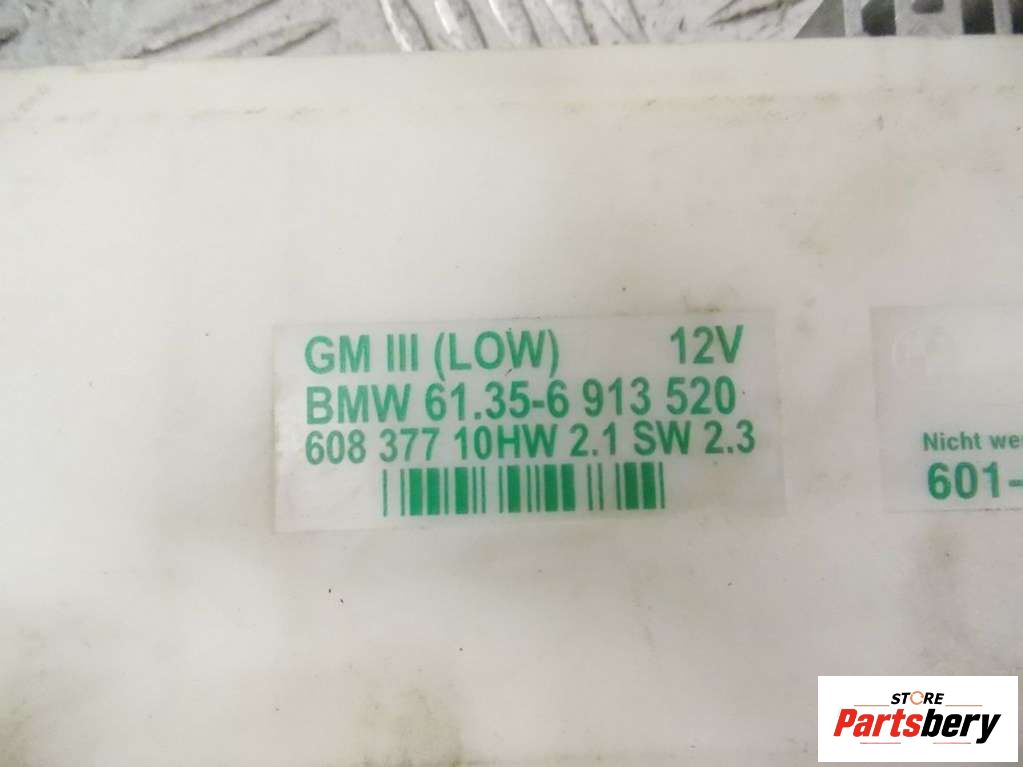 GM III (LOW) 12V
BMW 61.35-6 913 520
608 377 10HW 2.1 SW 2.3
Nicht we
601-
STORE
Partsbery